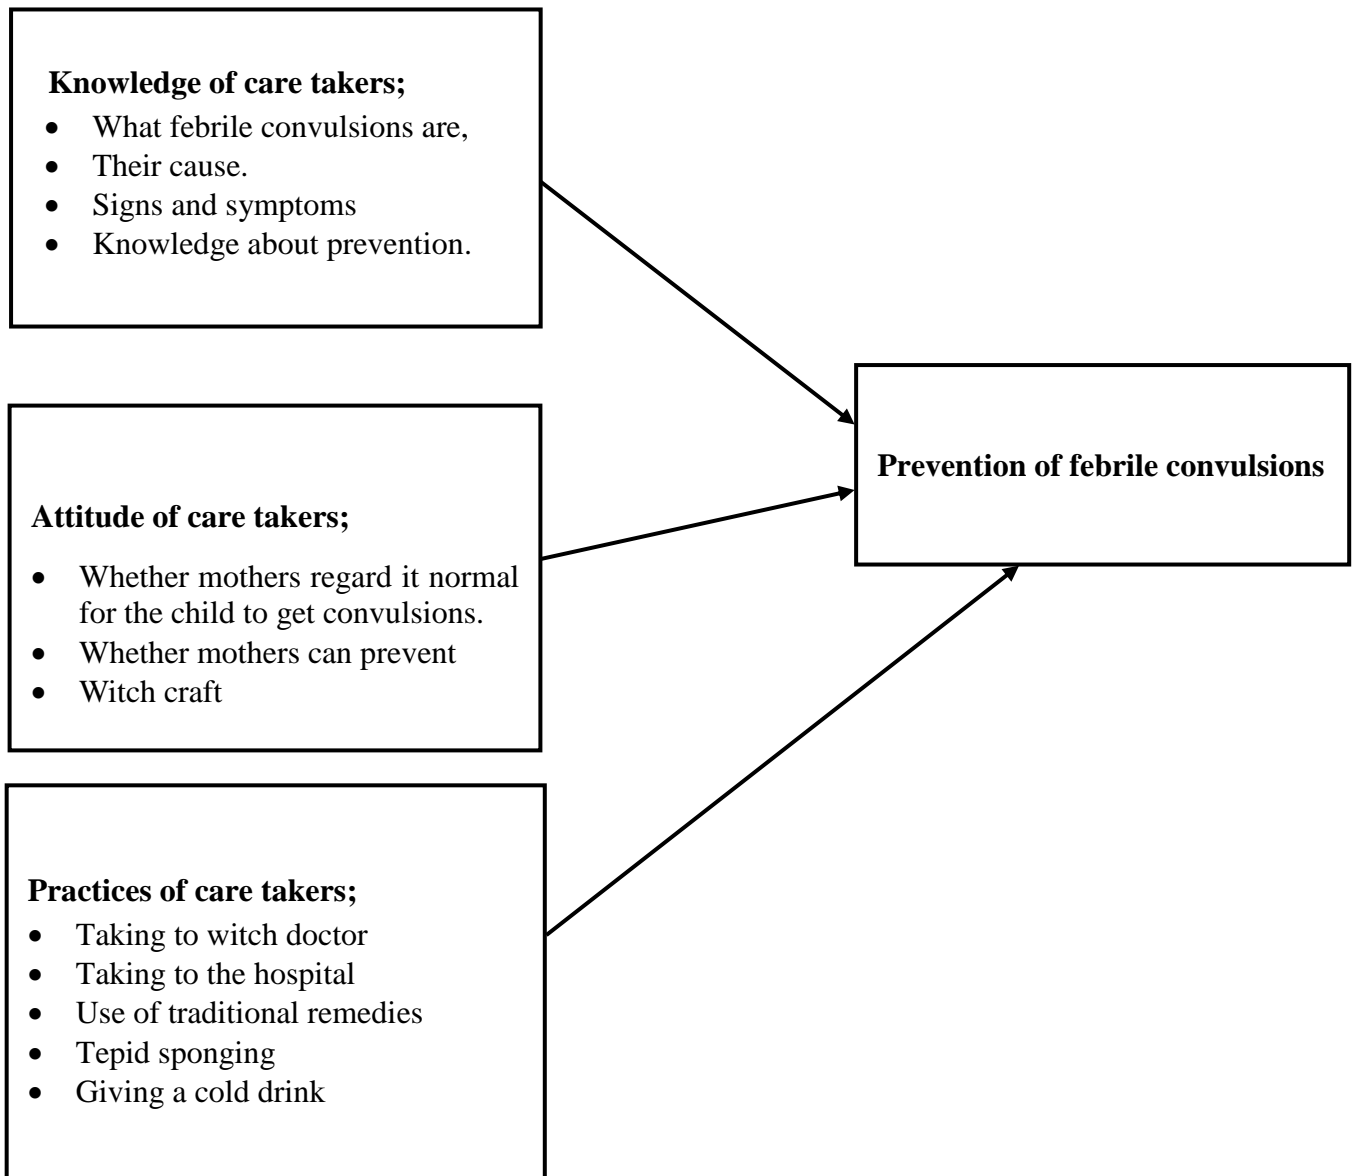 Knowledge of care takers;
• What febrile convulsions are,
• Their cause.
• Signs and symptoms
• Knowledge about prevention.
Prevention of febrile convulsions
Attitude of care takers;
• Whether mothers regard it normal
for the child to get convulsions.
• Whether mothers can prevent
• Witch craft
Practices of care takers;
• Taking to witch doctor
• Taking to the hospital
• Use of traditional remedies
• Tepid sponging
• Giving a cold drink